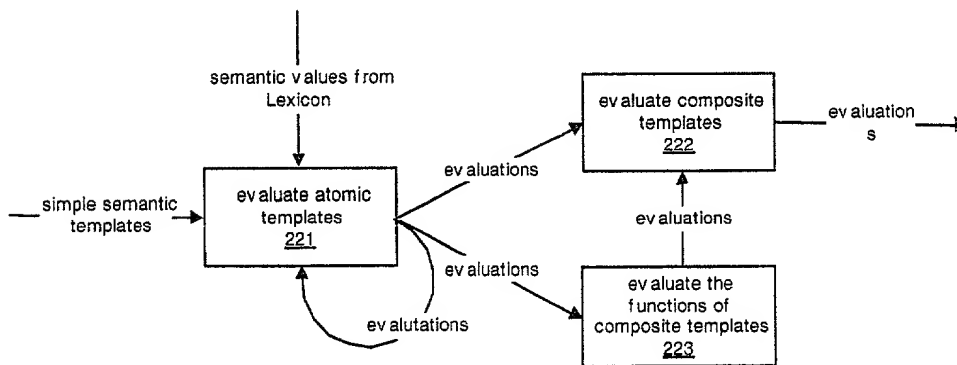 semantic values from
Lexicon
simple semantic
templates
evaluate atomic
templates
221
evaluations
evaluations
evalutations
evaluate composite
templates
222
evaluation
s
evaluations
evaluate the
functions of
composite templates
223